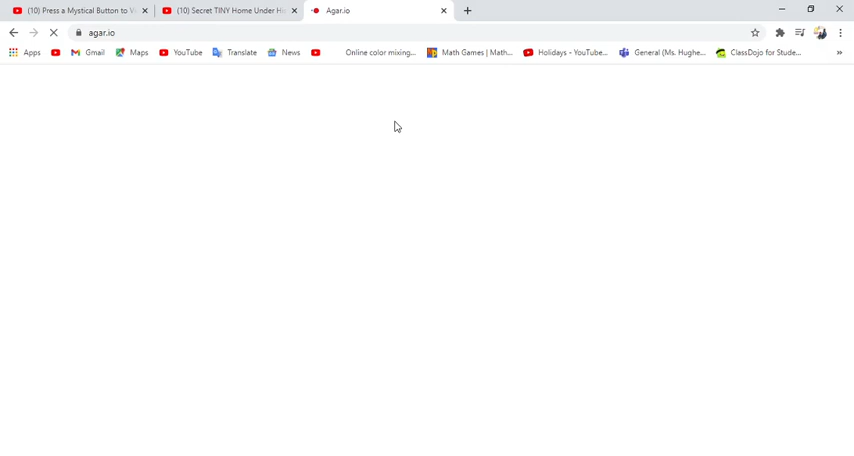 (10) Press a Mystical Button to V (10) Secret TINY Home Under Hi Agar.io
agar.io
Apps Gmail Maps YouTube Translate News Online color mixing... Math Games | Math... Holidays - YouTube... General (Ms. Hughe... ClassDojo for Stude... »